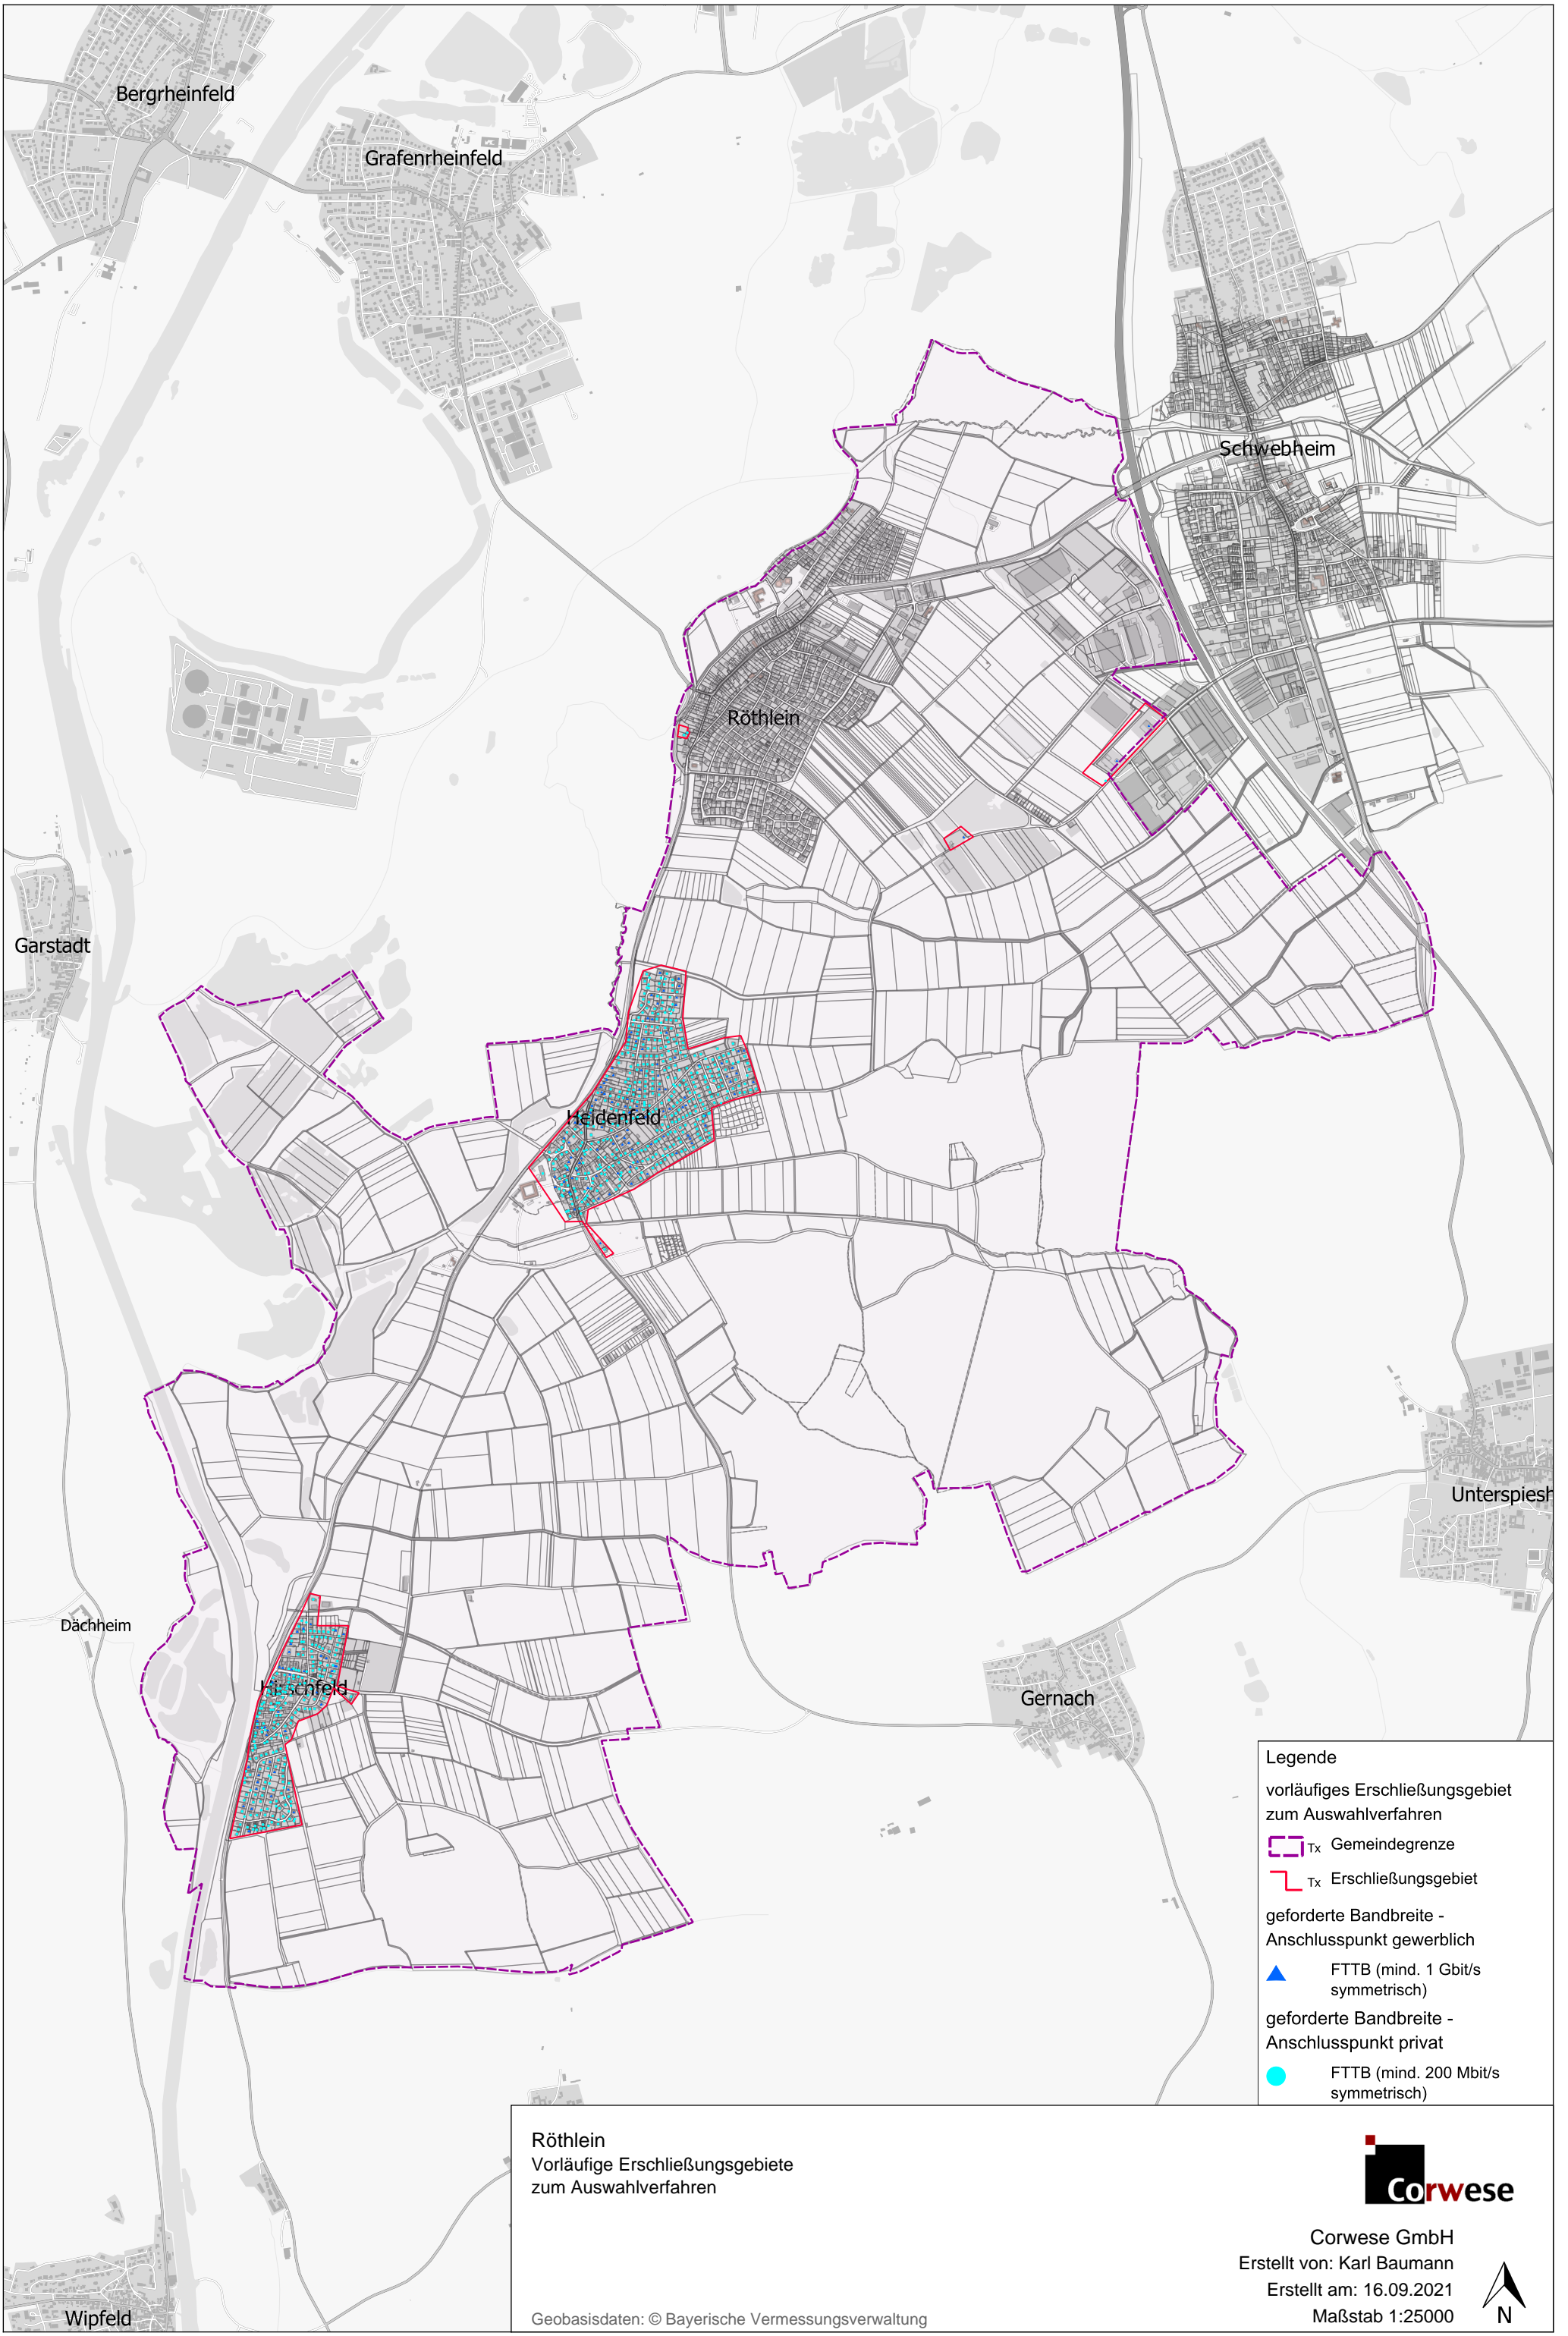 Bergrheinfeld
Grafenrheinfeld
Schwebheim
Röthlein
Garstadt
Heidenfeld
Unterspiesh
Dächheim
Hirschfeld
Gernach
Wipfeld
Legende
vorläufiges Erschließungsgebiet
zum Auswahlverfahren
Tx Gemeindegrenze
Tx Erschließungsgebiet
geforderte Bandbreite -
Anschlusspunkt gewerblich
FTTB (mind. 1 Gbit/s
symmetrisch)
geforderte Bandbreite -
Anschlusspunkt privat
FTTB (mind. 200 Mbit/s
symmetrisch)
Röthlein
Vorläufige Erschließungsgebiete
zum Auswahlverfahren
Corwese
Corwese GmbH
Erstellt von: Karl Baumann
Erstellt am: 16.09.2021
Maßstab 1:25000
N
Geobasisdaten: © Bayerische Vermessungsverwaltung